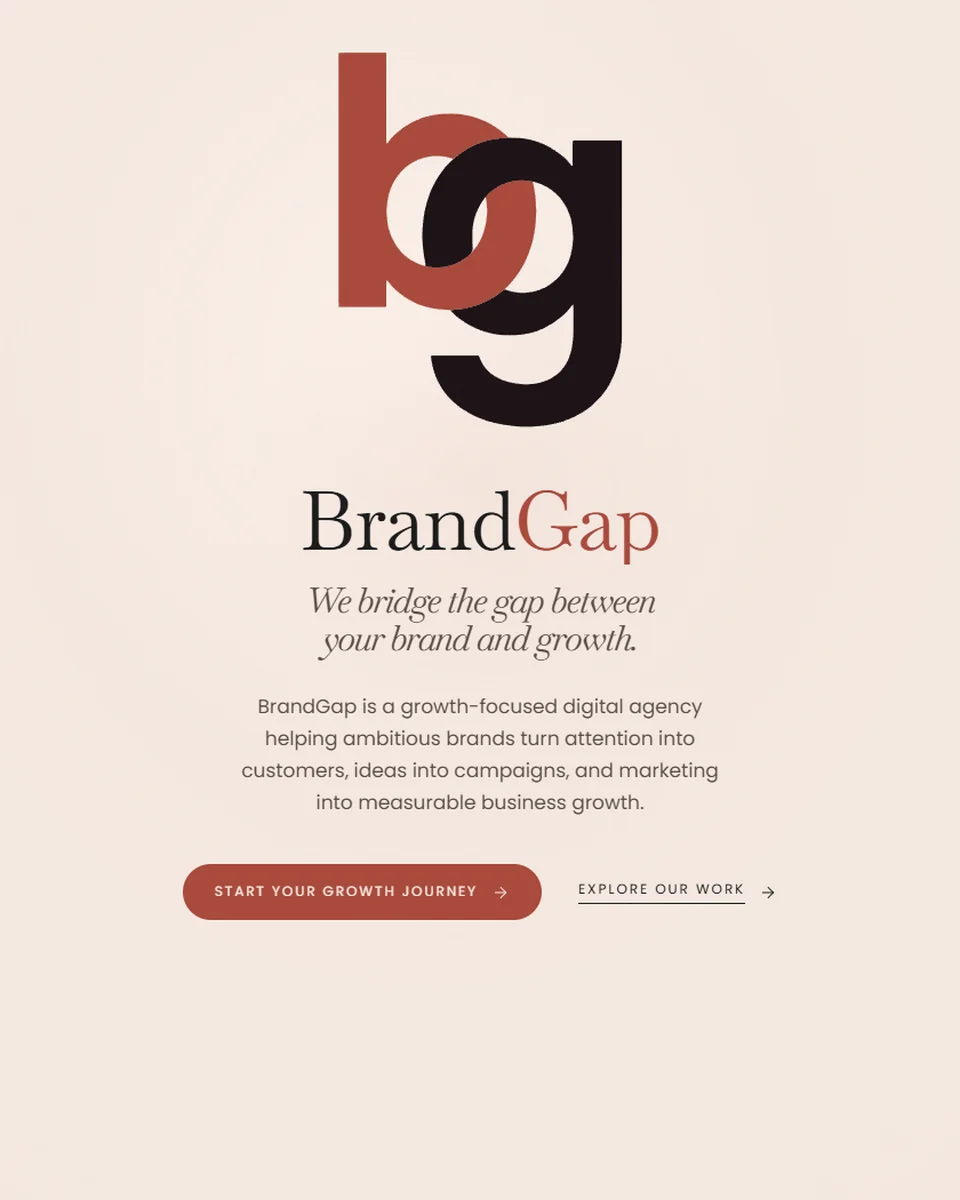 bg
BrandGap
We bridge the gap between
your brand and growth.
BrandGap is a growth-focused digital agency
helping ambitious brands turn attention into
customers, ideas into campaigns, and marketing
into measurable business growth.
START YOUR GROWTH JOURNEY →
EXPLORE OUR WORK →